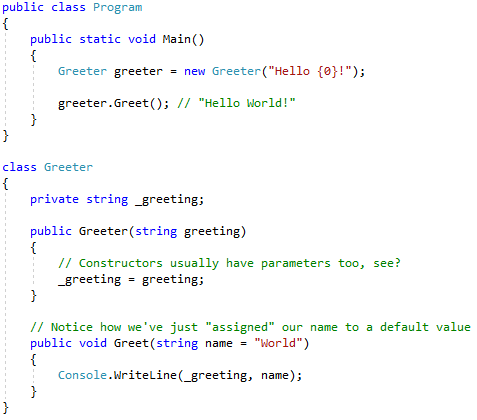 public class Program
{
    public static void Main()
    {
        Greeter greeter = new Greeter("Hello {0}!");
        greeter.Greet(); // "Hello World!"
    }
}
class Greeter
{
    private string _greeting;
    public Greeter(string greeting)
    {
        // Constructors usually have parameters too, see?
        _greeting = greeting;
    }
    // Notice how we've just "assigned" our name to a default value
    public void Greet(string name = "World")
    {
        Console.WriteLine(_greeting, name);
    }
}